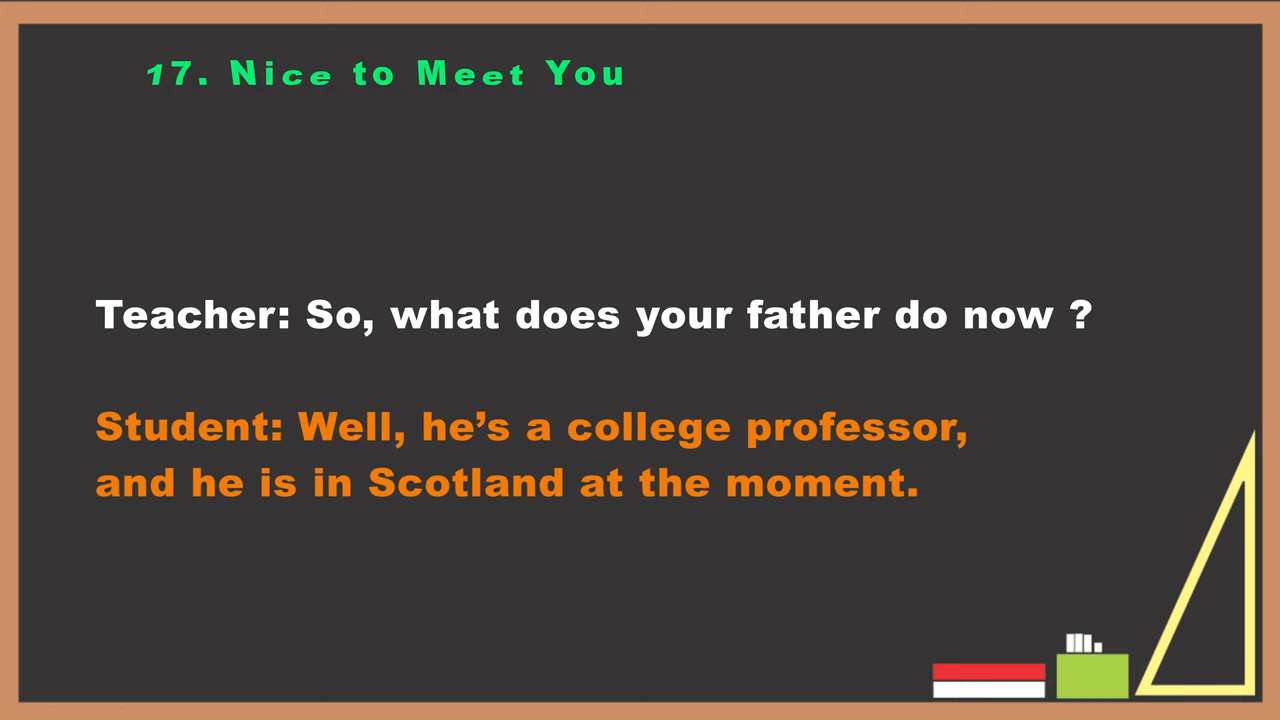 17. Nice to Meet You
Teacher: So, what does your father do now ?
Student: Well, he’s a college professor,
and he is in Scotland at the moment.